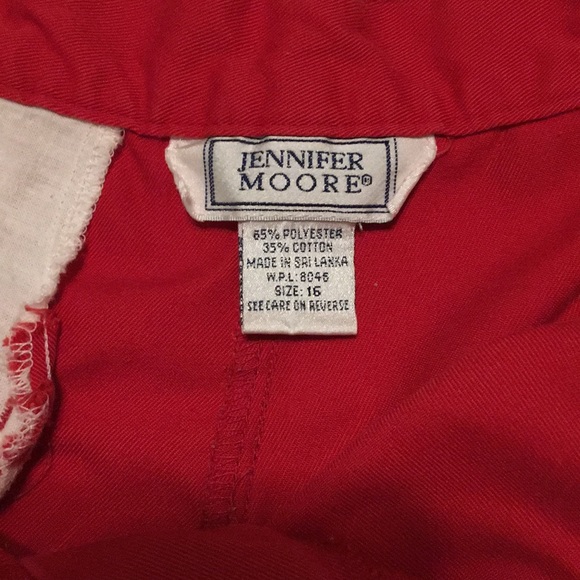 JENNIFER
MOORE®
65% POLYESTER
35% COTTON
MADE IN SRI LANKA
W.P.L: 8046
SIZE: 16
SEE CARE ON REVERSE